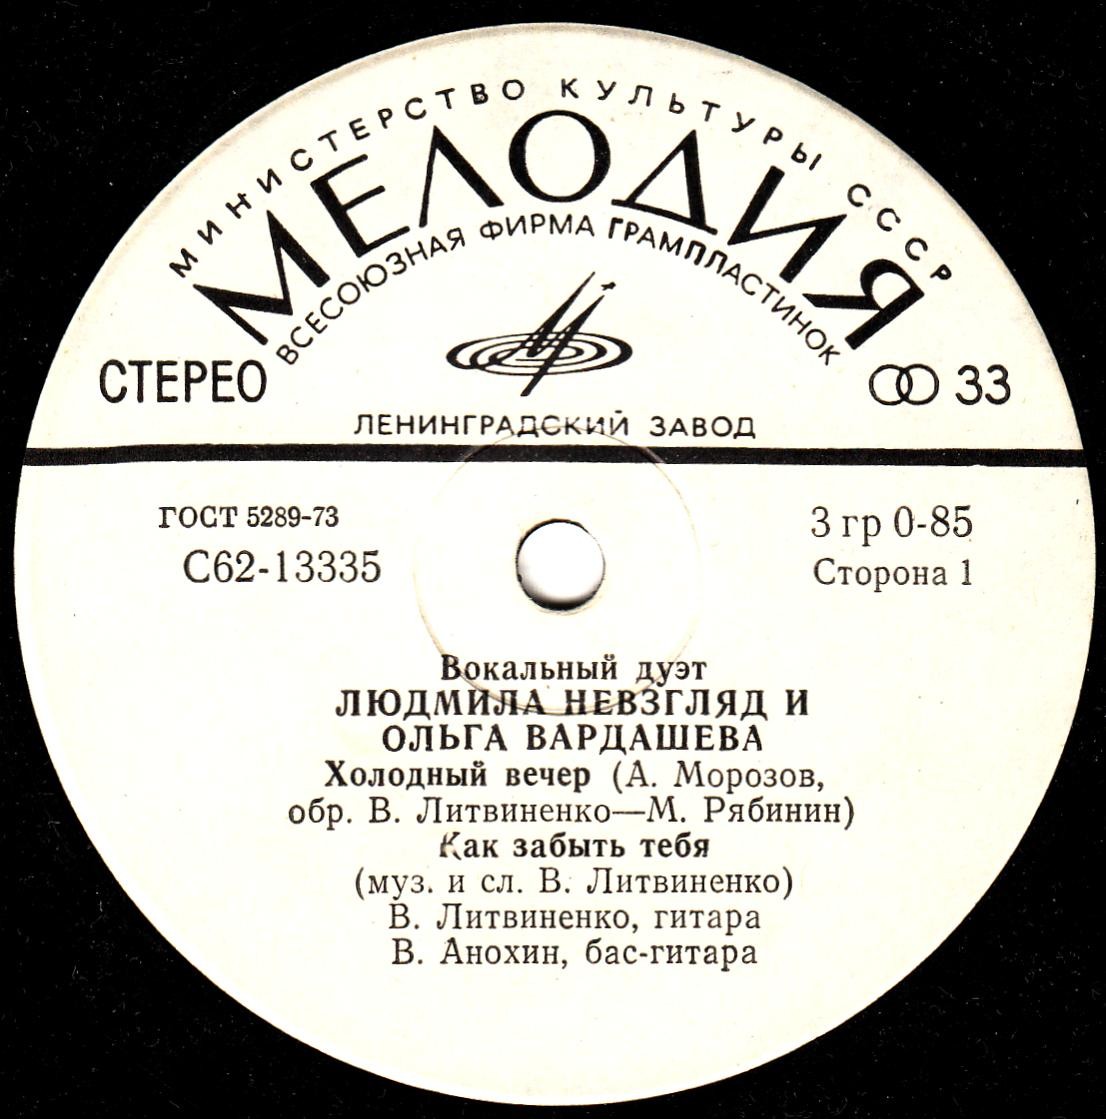 МИНИСТЕРСТВО КУЛЬТУРЫ СССР
МЕЛОДИЯ
ВСЕСОЮЗНАЯ ФИРМА ГРАМПЛАСТИНОК
СТЕРЕО
33
ЛЕНИНГРАДСКИЙ ЗАВОД
ГОСТ 5289-73
С62-13335
3 гр 0-85
Сторона 1
Вокальный дуэт
ЛЮДМИЛА НЕВЗГЛЯД И
ОЛЬГА ВАРДАШЕВА
Холодный вечер (А. Морозов,
обр. В. Литвиненко—М. Рябинин)
Как забыть тебя
(муз. и сл. В. Литвиненко)
В. Литвиненко, гитара
В. Анохин, бас-гитара